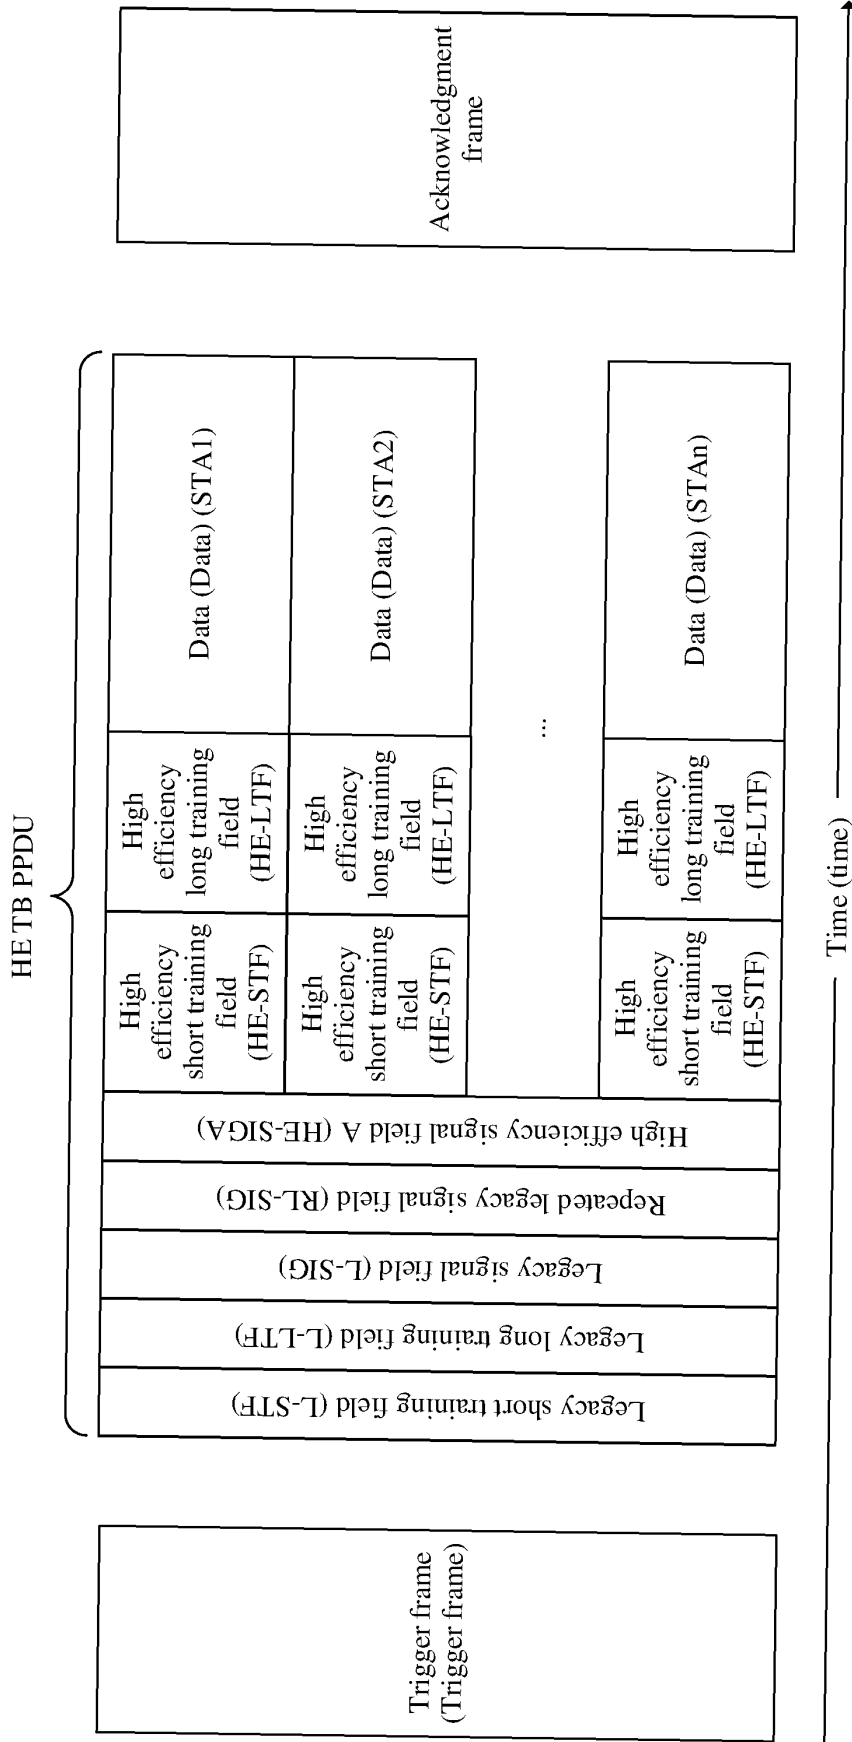 HE TB PPDU
Trigger frame
(Trigger frame)
Legacy short training field (L-STF)
Legacy long training field (L-LTF)
Legacy signal field (L-SIG)
Repeated legacy signal field (RL-SIG)
High efficiency signal field A (HE-SIGA)
High
efficiency
short training
field
(HE-STF)
High
efficiency
long training
field
(HE-LTF)
Data (Data) (STA1)
High
efficiency
short training
field
(HE-STF)
High
efficiency
long training
field
(HE-LTF)
Data (Data) (STA2)
...
High
efficiency
short training
field
(HE-STF)
High
efficiency
long training
field
(HE-LTF)
Data (Data) (STAn)
Acknowledgment
frame
Time (time)